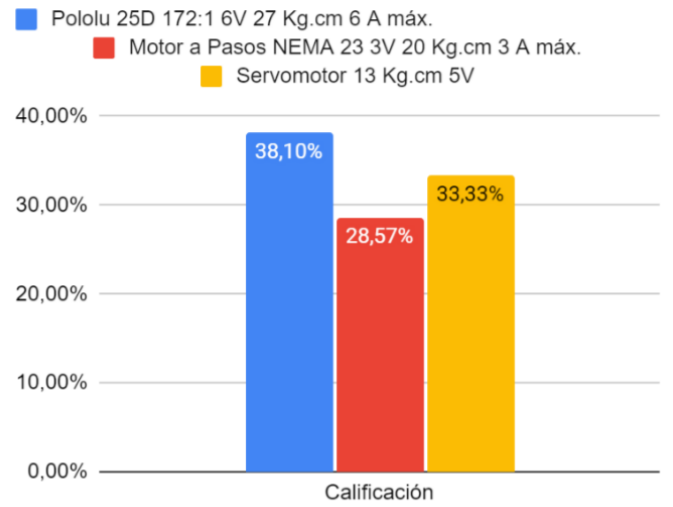 Pololu 25D 172:1 6V 27 Kg.cm 6 A máx.
Motor a Pasos NEMA 23 3V 20 Kg.cm 3 A máx.
Servomotor 13 Kg.cm 5V
40,00%
38,10%
33,33%
30,00%
28,57%
20,00%
10,00%
0,00%
Calificación